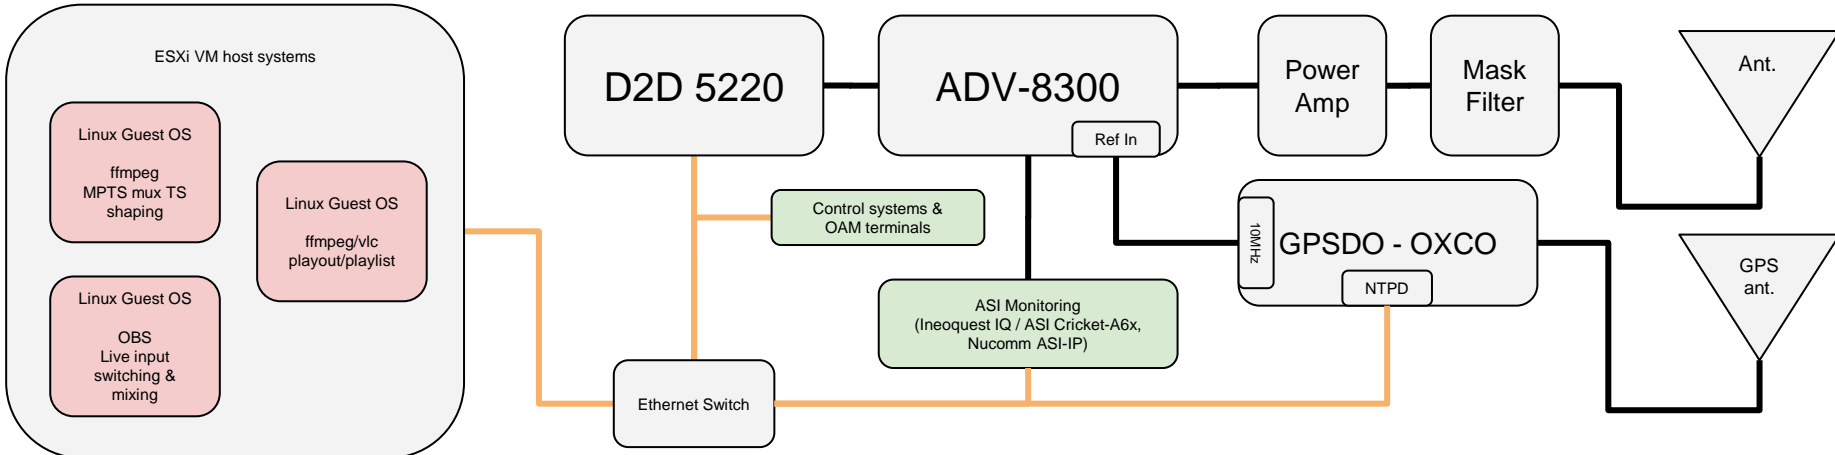 ESXi VM host systems
Linux Guest OS
ffmpeg
MPTS mux TS
shaping
Linux Guest OS
ffmpeg/vlc
playout/playlist
Linux Guest OS
OBS
Live input
switching &
mixing
D2D 5220
ADV-8300
Ref In
Power
Amp
Mask
Filter
Ant.
Control systems &
OAM terminals
10MHz
GPSDO - OXCO
NTPD
GPS
ant.
ASI Monitoring
(Ineoquest IQ / ASI Cricket-A6x,
Nucomm ASI-IP)
Ethernet Switch